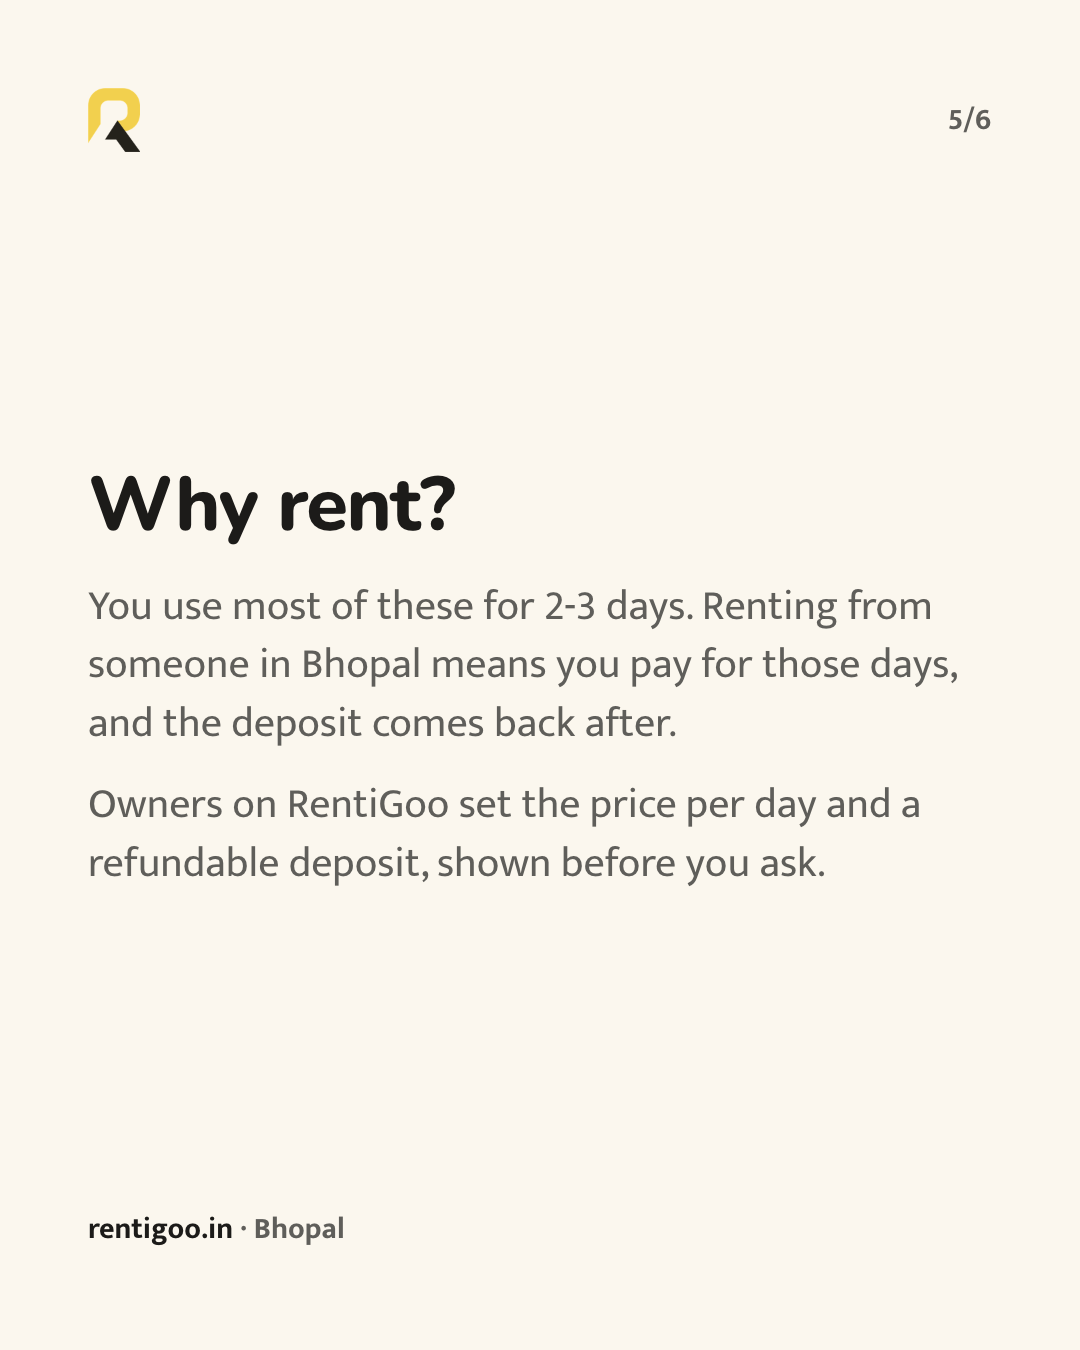 5/6
Why rent?
You use most of these for 2-3 days. Renting from
someone in Bhopal means you pay for those days,
and the deposit comes back after.
Owners on RentiGoo set the price per day and a
refundable deposit, shown before you ask.
rentigoo.in · Bhopal